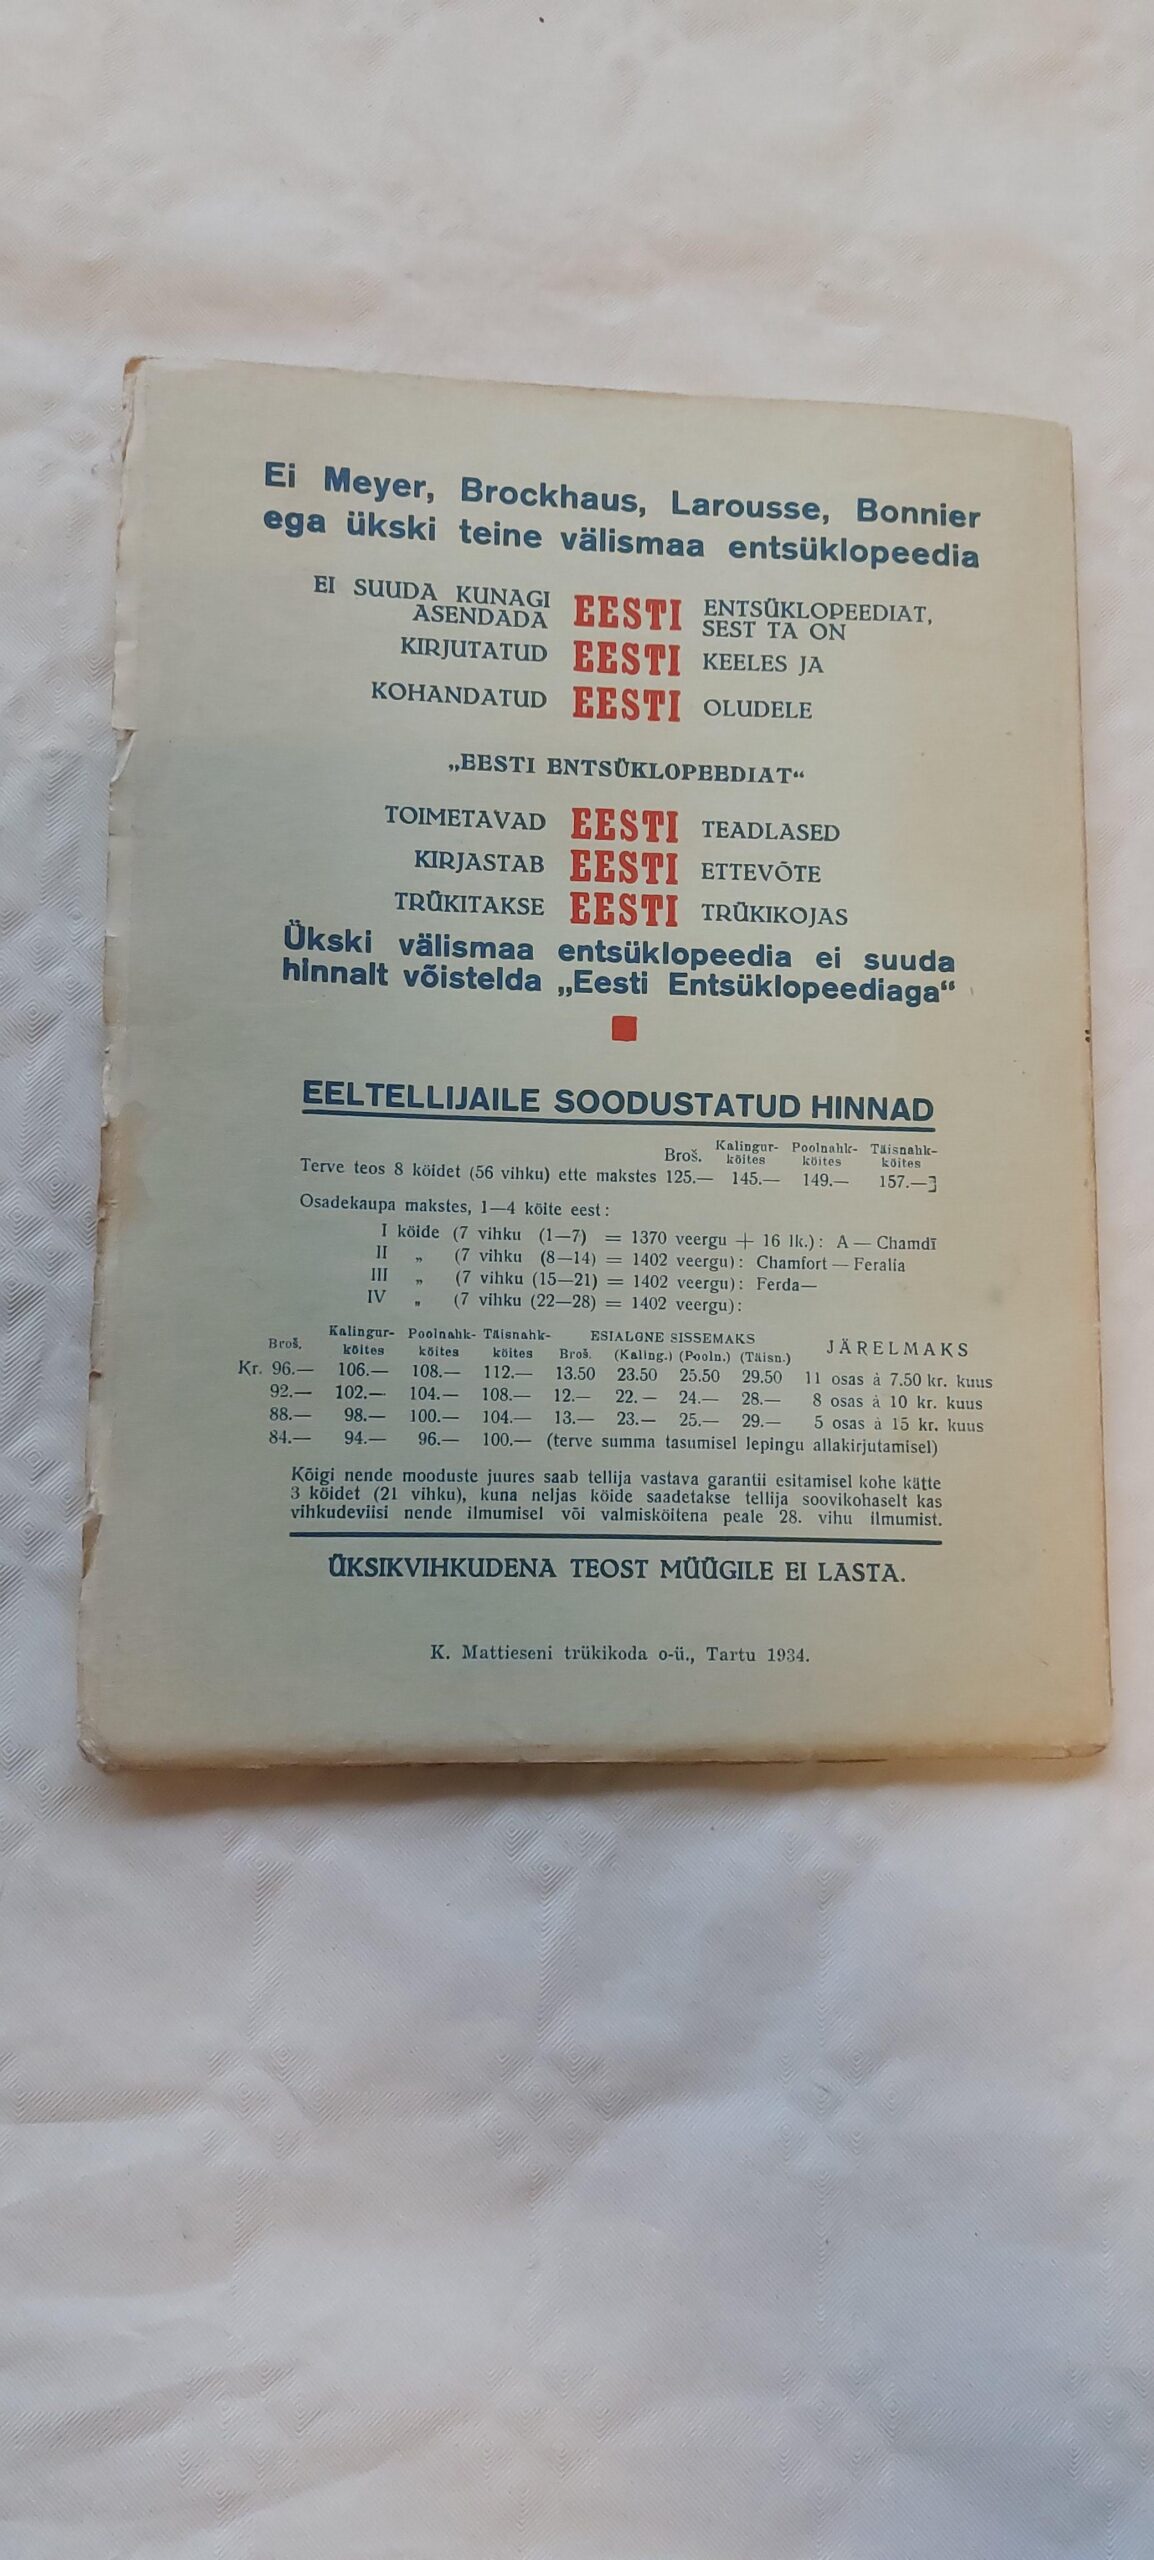 Ei Meyer, Brockhaus, Larousse, Bonnier
ega ükski teine välismaa entsüklopeedia
EI SUUDA KUNAGI ASENDADA EESTI ENTSÜKLOPEEDIAT, SEST TA ON
KIRJUTATUD EESTI KEELES JA
KOHANDATUD EESTI OLUDELE
„EESTI ENTSÜKLOPEEDIAT“
TOIMETAVAD EESTI TEADLASED
KIRJASTAB EESTI ETTEVÕTE
TRÜKITAKSE EESTI TRÜKIKOJAS
Ükski välismaa entsüklopeedia ei suuda
hinnalt võistelda „Eesti Entsüklopeediaga“
EELTELLIJAILE SOODUSTATUD HINNAD
Broš. Kalingur-köites Poolnahk-köites Täisnahk-köites
Terve teos 8 köidet (56 vihku) ette makstes 125.— 145.— 149.— 157.—
Osadekaupa makstes, 1—4 köite eest:
I köide (7 vihku (1—7) = 1370 veergu + 16 lk.): A — Chamdī
II „ (7 vihku (8—14) = 1402 veergu): Chamfort — Feralia
III „ (7 vihku (15—21) = 1402 veergu): Ferda—
IV „ (7 vihku (22—28) = 1402 veergu):
Broš. Kalingur-köites Poolnahk-köites Täisnahk-köites ESIALGNE SISSEMAKS Broš. (Kaling.) (Pooln.) (Täisn.) JÄRELMAKS
Kr. 96.— 106.— 108.— 112.— 13.50 23.50 25.50 29.50 11 osas à 7.50 kr. kuus
92.— 102.— 104.— 108.— 12.— 22.— 24.— 28.— 8 osas à 10 kr. kuus
88.— 98.— 100.— 104.— 13.— 23.— 25.— 29.— 5 osas à 15 kr. kuus
84.— 94.— 96.— 100.— (terve summa tasumisel lepingu allakirjutamisel)
Kõigi nende mooduste juures saab tellija vastava garantii esitamisel kohe kätte
3 köidet (21 vihku), kuna neljas köide saadetakse tellija soovikohaselt kas
vihkudeviisi nende ilmumisel või valmisköitena peale 28. vihu ilmumist.
ÜKSIKVIHKUDENA TEOST MÜÜGILE EI LASTA.
K. Mattieseni trükikoda o-ü., Tartu 1934.